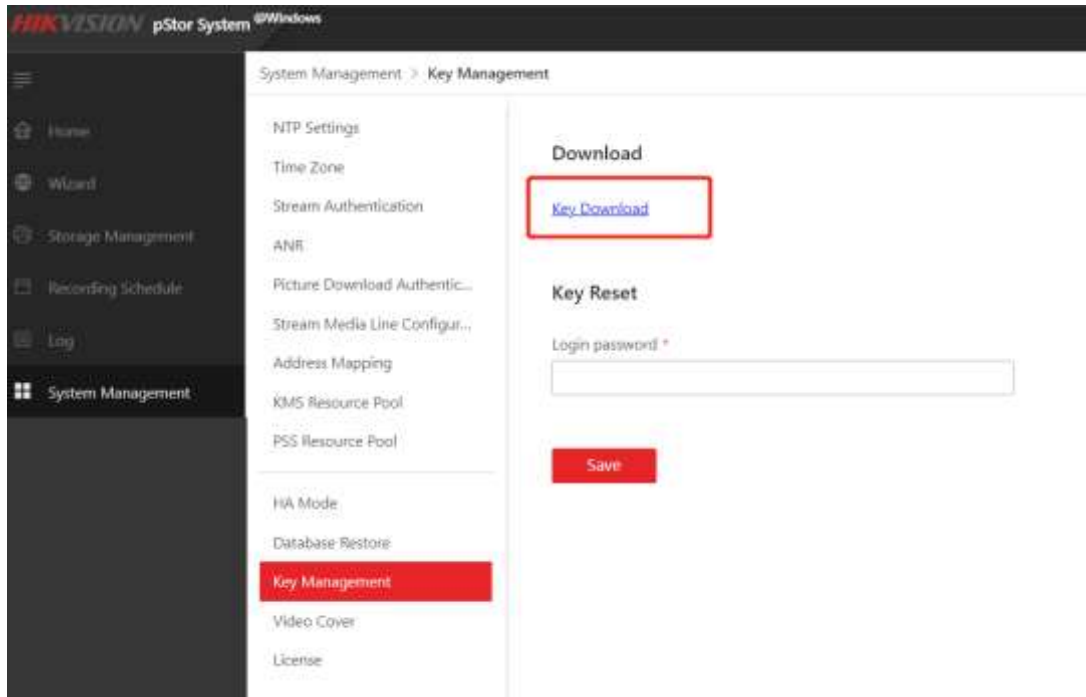 HIKVISION pStor System @Windows
System Management > Key Management
Home
Wizard
Storage Management
Recording Schedule
Log
System Management
NTP Settings
Time Zone
Stream Authentication
ANR
Picture Download Authentic...
Stream Media Line Configur...
Address Mapping
KMS Resource Pool
PSS Resource Pool
HA Mode
Database Restore
Key Management
Video Cover
License
Download
Key Download
Key Reset
Login password *
Save